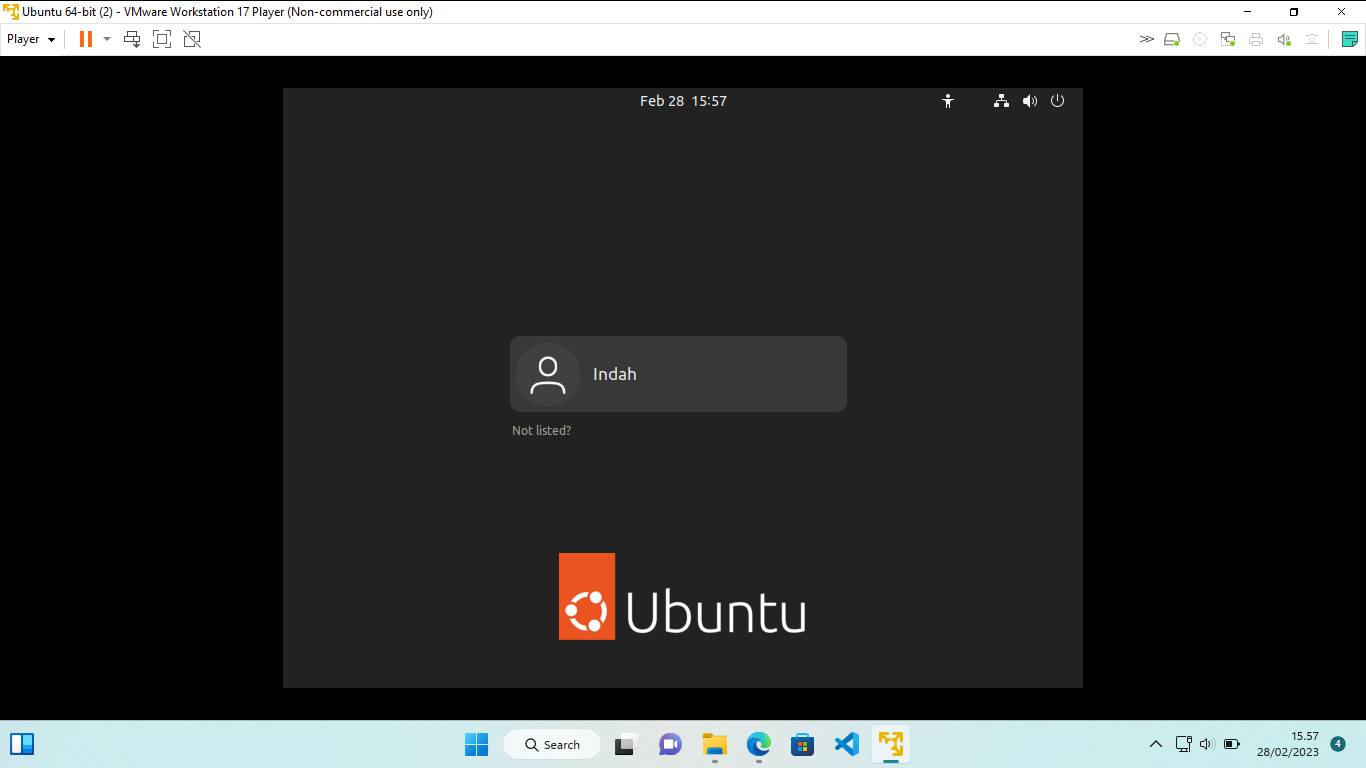 Ubuntu 64-bit (2) - VMware Workstation 17 Player (Non-commercial use only)
Player
Feb 28 15:57
Indah
Not listed?
Ubuntu
Search
15.57
28/02/2023
4